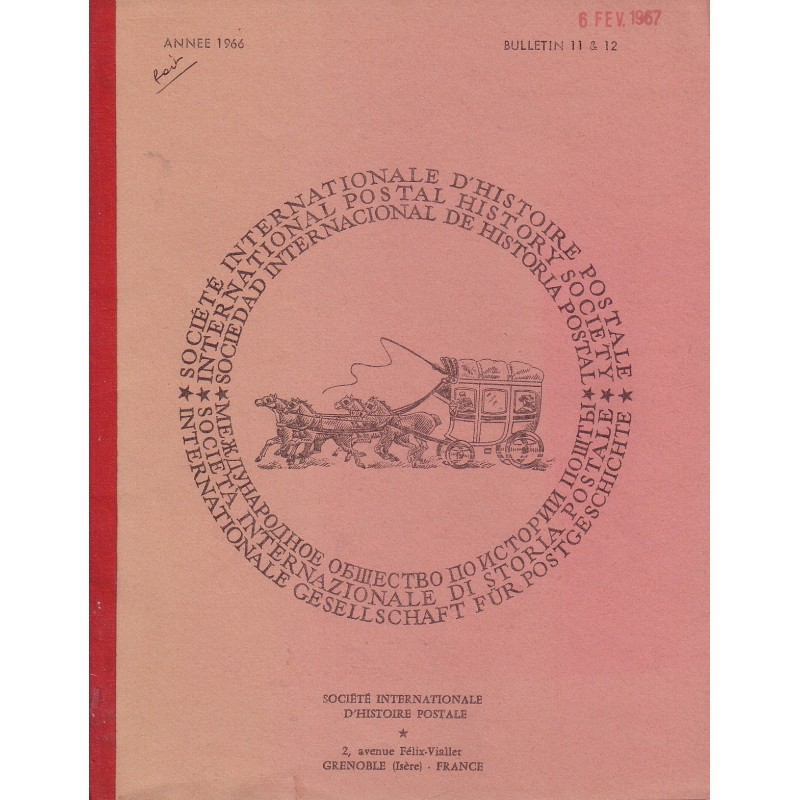 6. FEV. 1967
ANNEE 1966
BULLETIN 11 & 12
fait
★ SOCIÉTÉ INTERNATIONALE D'HISTOIRE POSTALE ★
★ INTERNATIONAL POSTAL HISTORY SOCIETY ★
★ SOCIEDAD INTERNACIONAL DE HISTORIA POSTAL ★
МЕЖДУНАРОДНОЕ ОБЩЕСТВО ПО ИСТОРИИ ПОШТЫ
SOCIETÀ INTERNAZIONALE DI STORIA POSTALE
INTERNATIONALE GESELLSCHAFT FÜR POSTGESCHICHTE
SOCIÉTÉ INTERNATIONALE
D'HISTOIRE POSTALE
★
2, avenue Félix-Viallet
GRENOBLE (Isère) - FRANCE